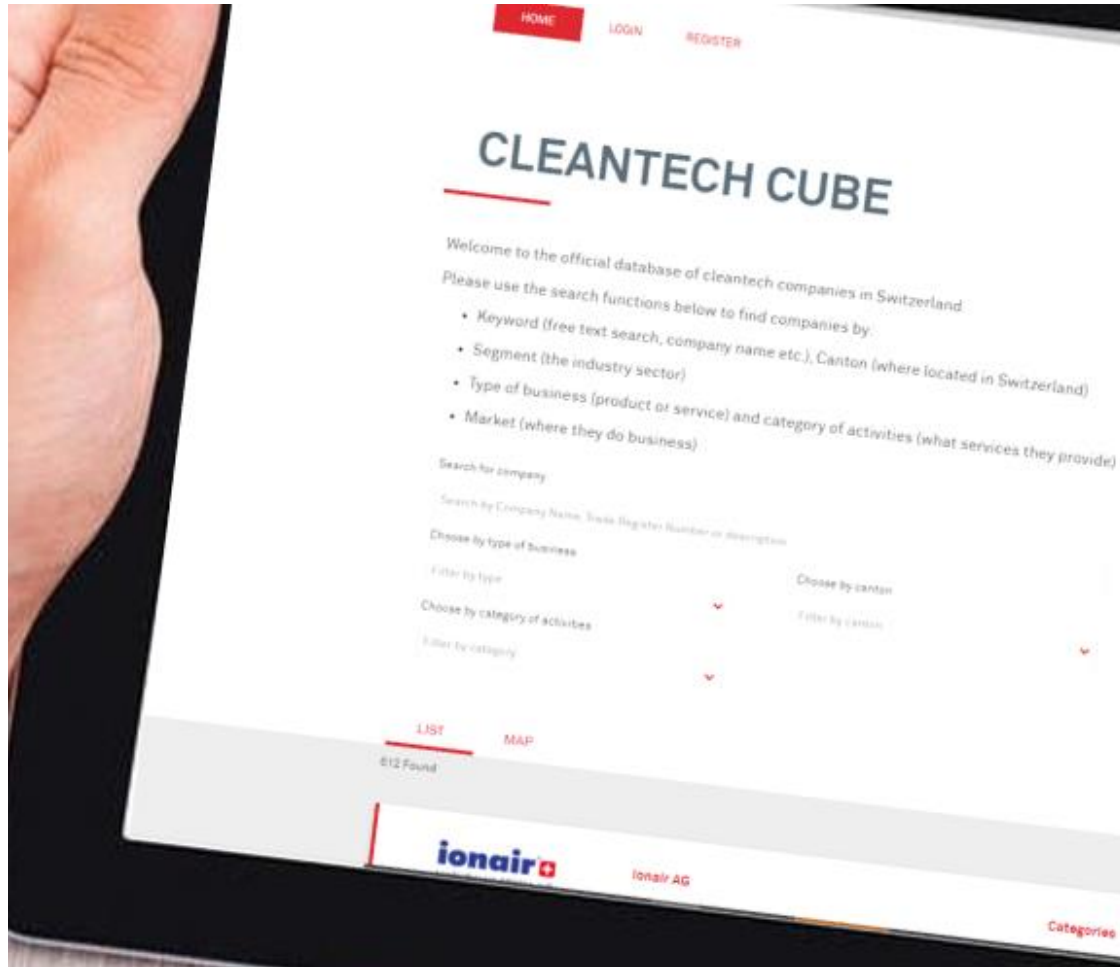 HOME LOGIN REGISTER
CLEANTECH CUBE
Welcome to the official database of cleantech companies in Switzerland.
Please use the search functions below to find companies by:
• Keyword (free text search, company name etc.), Canton (where located in Switzerland)
• Segment (the industry sector)
• Type of business (product or service) and category of activities (what services they provide)
• Market (where they do business)
Search for company
Search by Company Name, Trade Register Number or description
Choose by type of business Choose by canton
Filter by type Filter by canton
Choose by category of activities
Filter by category
LIST MAP
612 Found
ionair Ionair AG
Categories